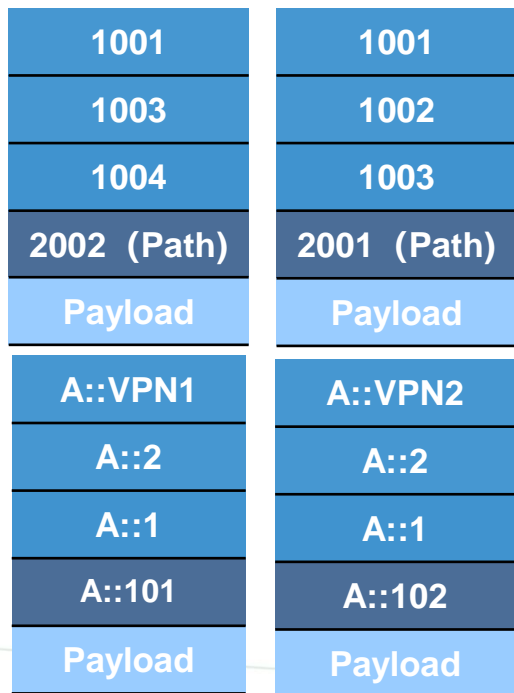 1001
1003
1004
2002 (Path)
Payload
1001
1002
1003
2001 (Path)
Payload
A::VPN1
A::2
A::1
A::101
Payload
A::VPN2
A::2
A::1
A::102
Payload